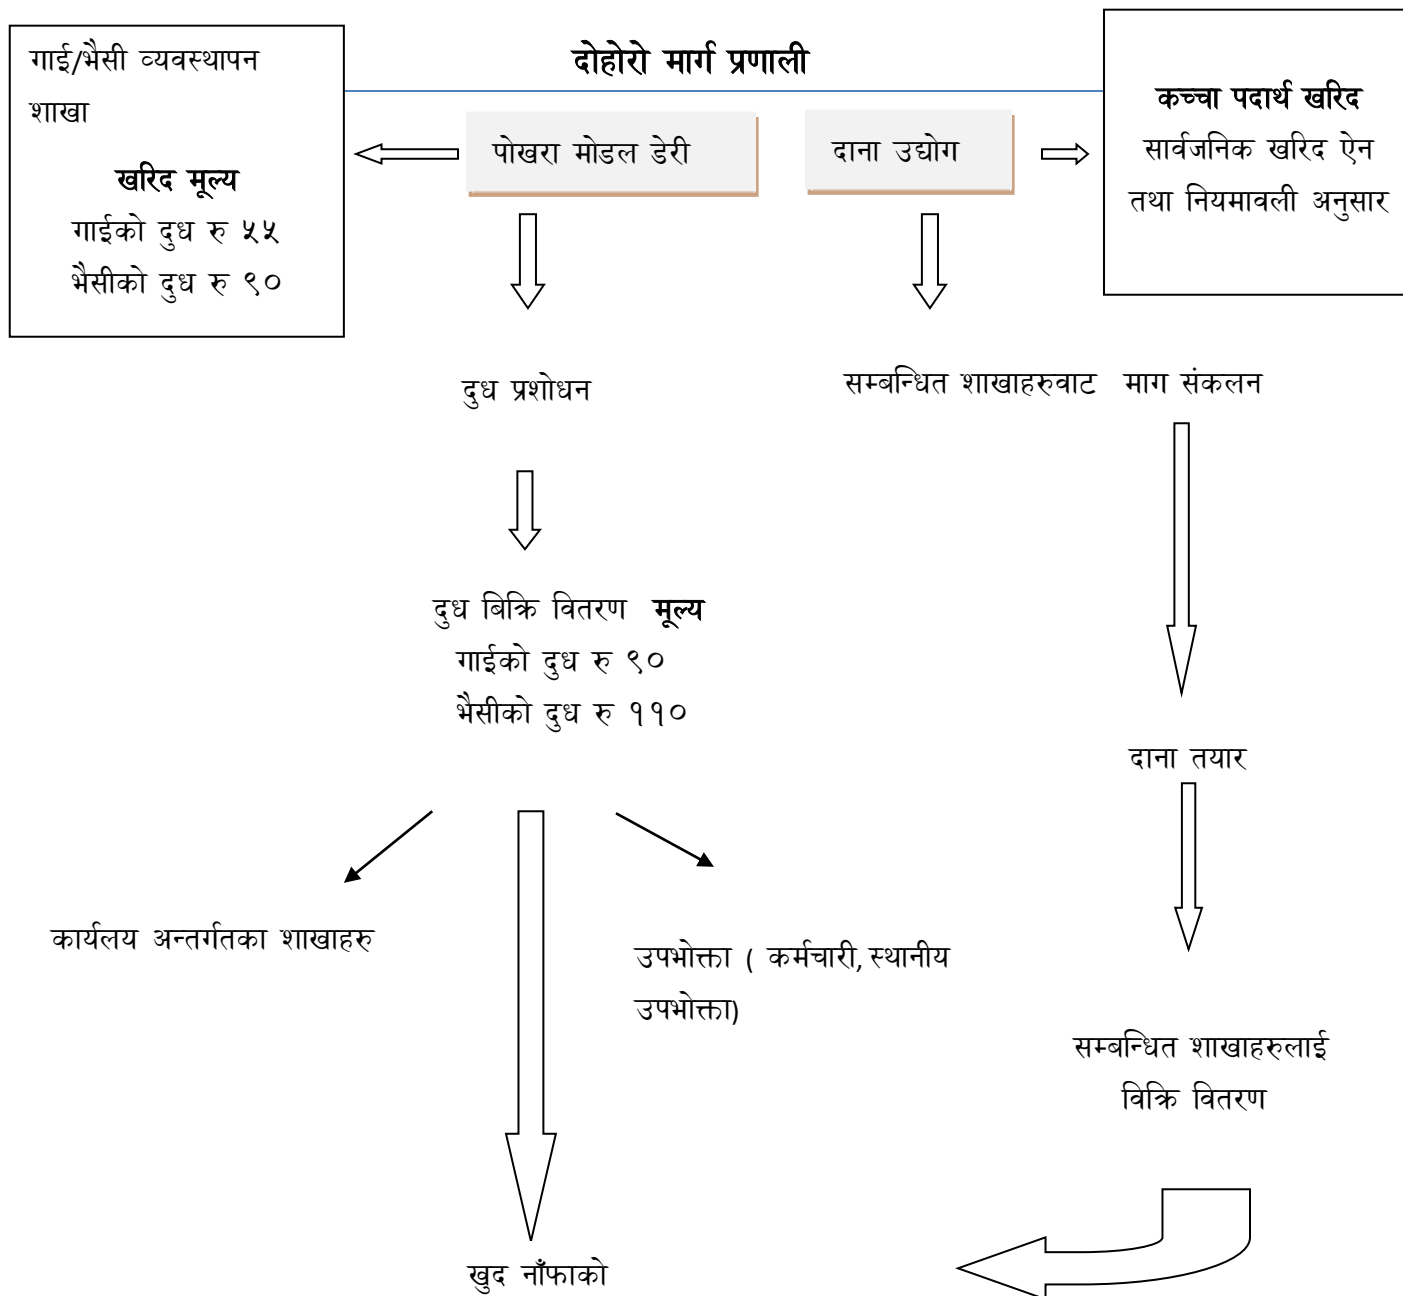 दोहोरो मार्ग प्रणाली
गाई/भैसी व्यवस्थापन
शाखा
खरिद मूल्य
गाईको दुध रु ५५
भैसीको दुध रु ९०
पोखरा मोडल डेरी
दाना उद्योग
कच्चा पदार्थ खरिद
सार्वजनिक खरिद ऐन
तथा नियमावली अनुसार
दुध प्रशोधन
सम्बन्धित शाखाहरुवाट माग संकलन
दुध बिक्रि वितरण मूल्य
गाईको दुध रु ९०
भैसीको दुध रु ११०
दाना तयार
कार्यलय अन्तर्गतका शाखाहरु
उपभोक्ता ( कर्मचारी, स्थानीय
उपभोक्ता)
सम्बन्धित शाखाहरुलाई
विक्रि वितरण
खुद नाँफाको